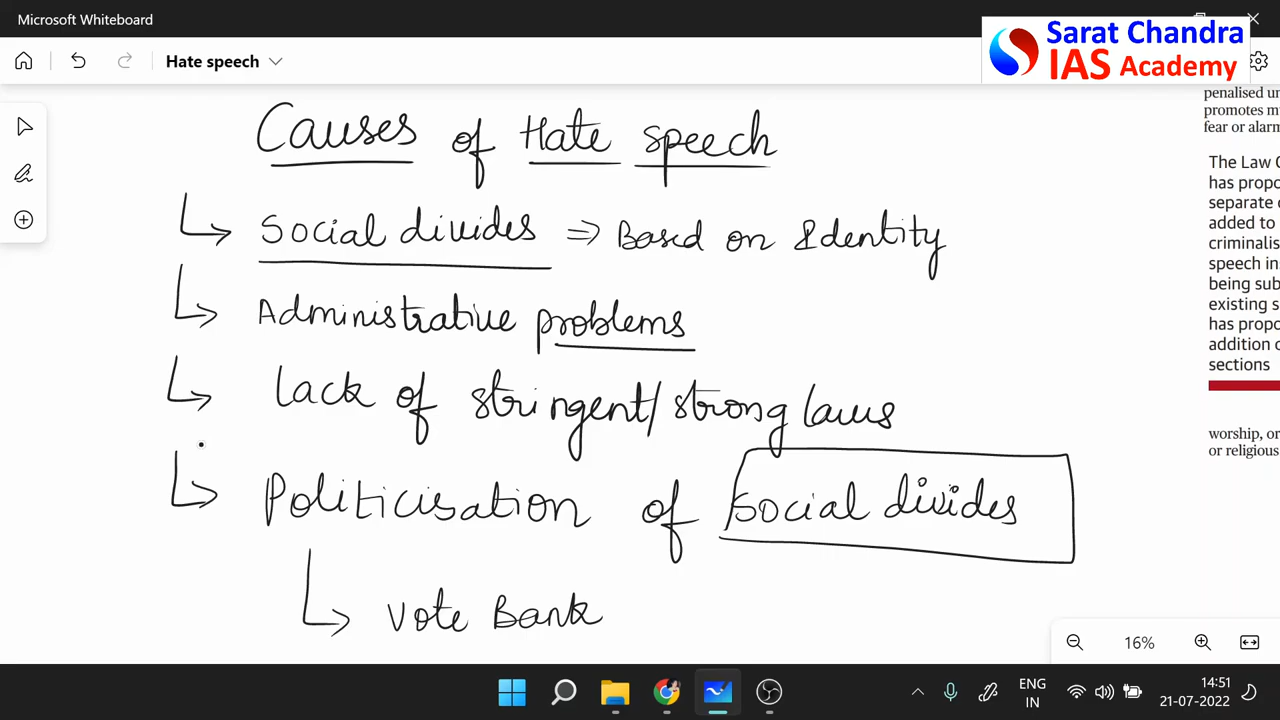 Microsoft Whiteboard
Sarat Chandra
IAS Academy
Hate speech
Causes of Hate speech
Social divides ⇒ Based on Identity
Administrative problems
lack of stringent/strong laws
Politicisation of social divides
Vote Bank
penalised un
promotes m
fear or alarm
The Law C
has propo
separate o
added to
criminalis
speech in
being sub
existing s
has propo
addition o
sections
worship, or
or religious
16%
ENG
IN
14:51
21-07-2022